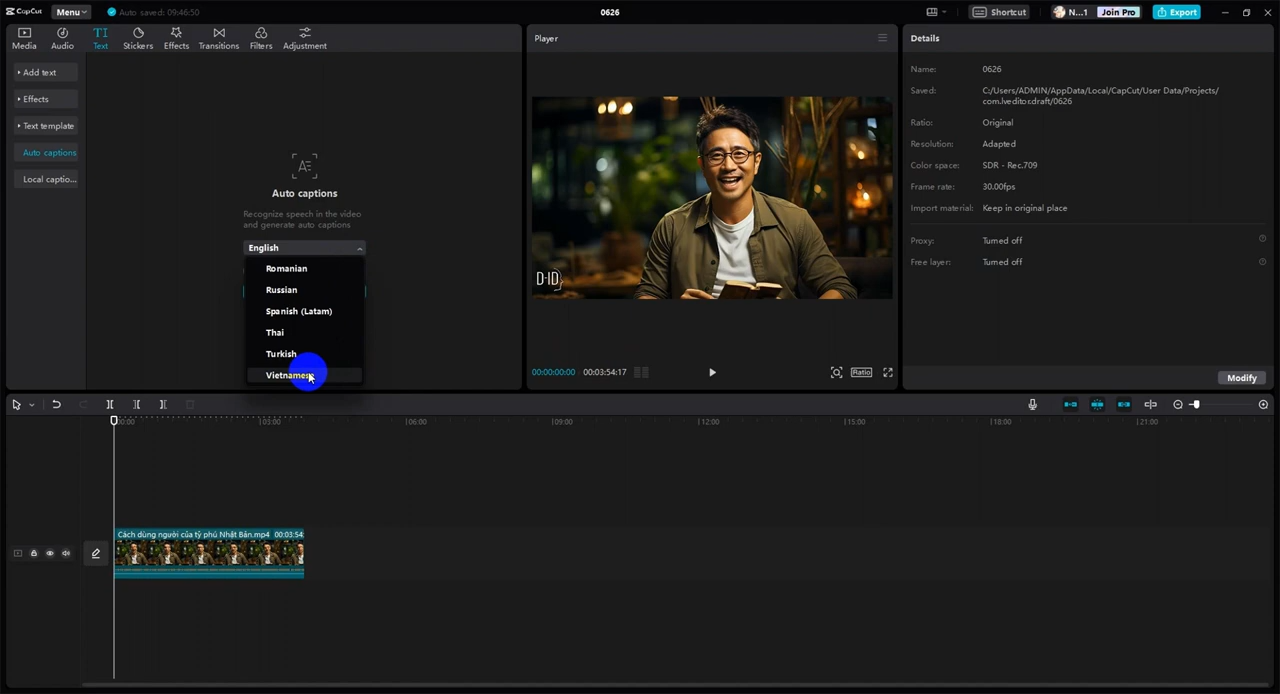 CapCut
Menu
Auto saved: 09:46:50
0626
Shortcut
N...1
Join Pro
Export
Media
Audio
TI
Text
Stickers
Effects
Transitions
Filters
Adjustment
Add text
Effects
Text template
Auto captions
Local captio...
Auto captions
Recognize speech in the video
and generate auto captions
English
Romanian
Russian
Spanish (Latam)
Thai
Turkish
Vietnamese
Player
D-ID
00:00:00:00
00:03:54:17
Ratio
Details
Name: 0626
Saved: C:/Users/ADMIN/AppData/Local/CapCut/User Data/Projects/
com.lveditor.draft/0626
Ratio: Original
Resolution: Adapted
Color space: SDR - Rec.709
Frame rate: 30.00fps
Import material: Keep in original place
Proxy: Turned off
Free layer: Turned off
Modify
00:00
03:00
06:00
09:00
12:00
15:00
18:00
21:00
Cách dùng người của tỷ phú Nhật Bản.mp4 00:03:54